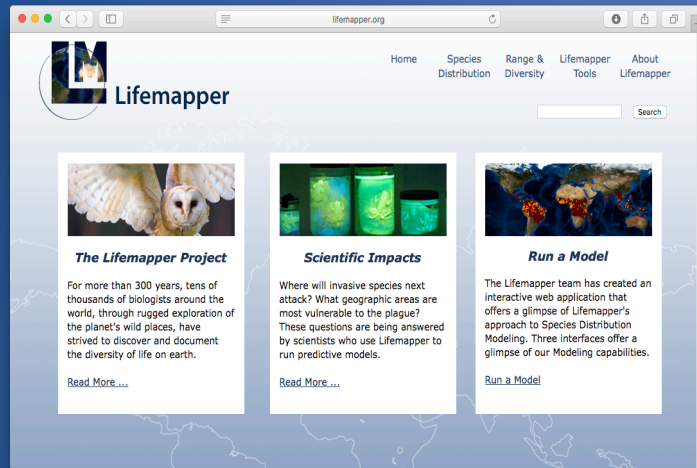 lifemapper.org
LM
Lifemapper
Home
Species Distribution
Range & Diversity
Lifemapper Tools
About Lifemapper
Search
The Lifemapper Project
For more than 300 years, tens of
thousands of biologists around the
world, through rugged exploration of
the planet's wild places, have
strived to discover and document
the diversity of life on earth.
Read More ...
Scientific Impacts
Where will invasive species next
attack? What geographic areas are
most vulnerable to the plague?
These questions are being answered
by scientists who use Lifemapper to
run predictive models.
Read More ...
Run a Model
The Lifemapper team has created an
interactive web application that
offers a glimpse of Lifemapper's
approach to Species Distribution
Modeling. Three interfaces offer a
glimpse of our Modeling capabilities.
Run a Model